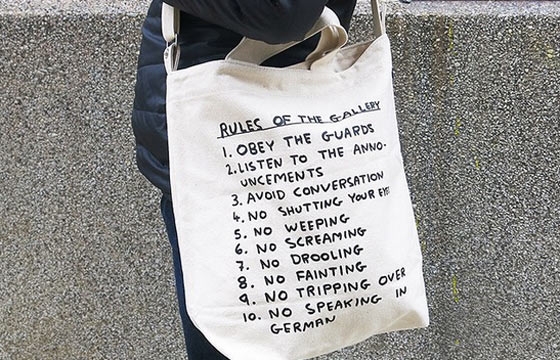 RULES OF THE GALLERY
1. OBEY THE GUARDS
2. LISTEN TO THE ANNO-
UNCEMENTS
3. AVOID CONVERSATION
4. NO SHUTTING YOUR EYES
5. NO WEEPING
6. NO SCREAMING
7. NO DROOLING
8. NO FAINTING
9. NO TRIPPING OVER
10. NO SPEAKING IN
GERMAN